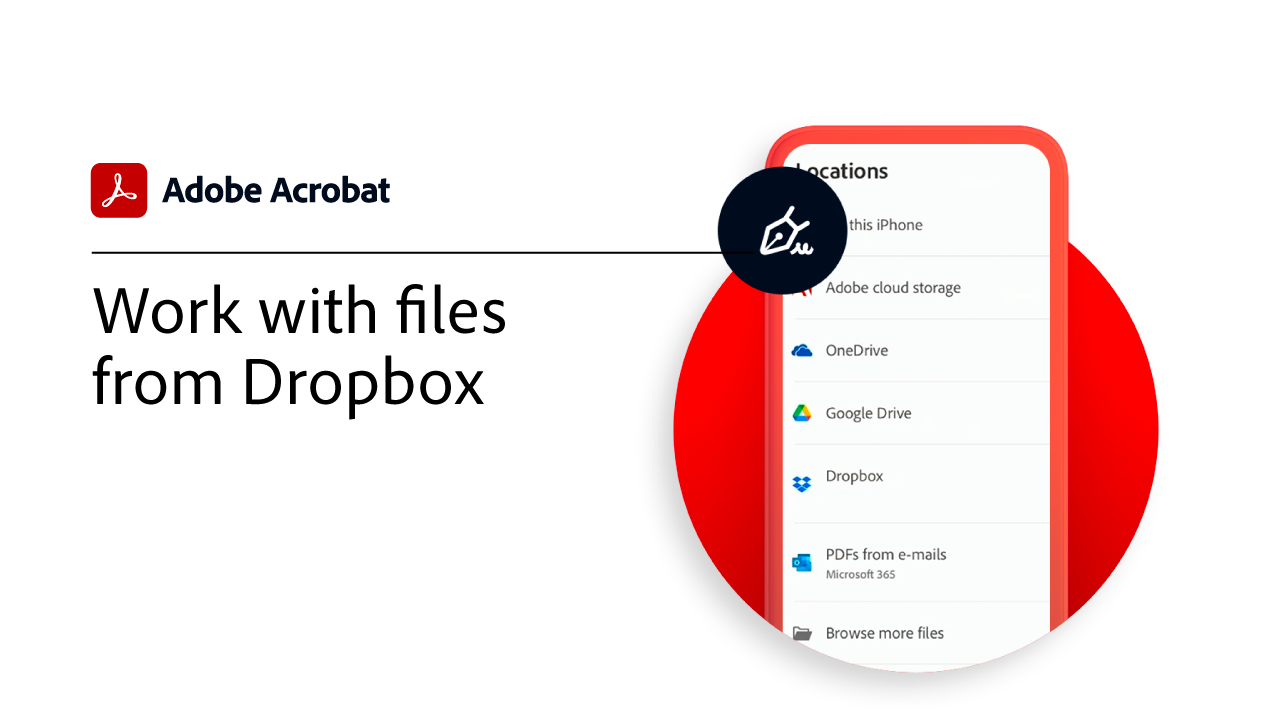 Adobe Acrobat
Work with files
from Dropbox
Locations
this iPhone
Adobe cloud storage
OneDrive
Google Drive
Dropbox
PDFs from e-mails
Microsoft 365
Browse more files